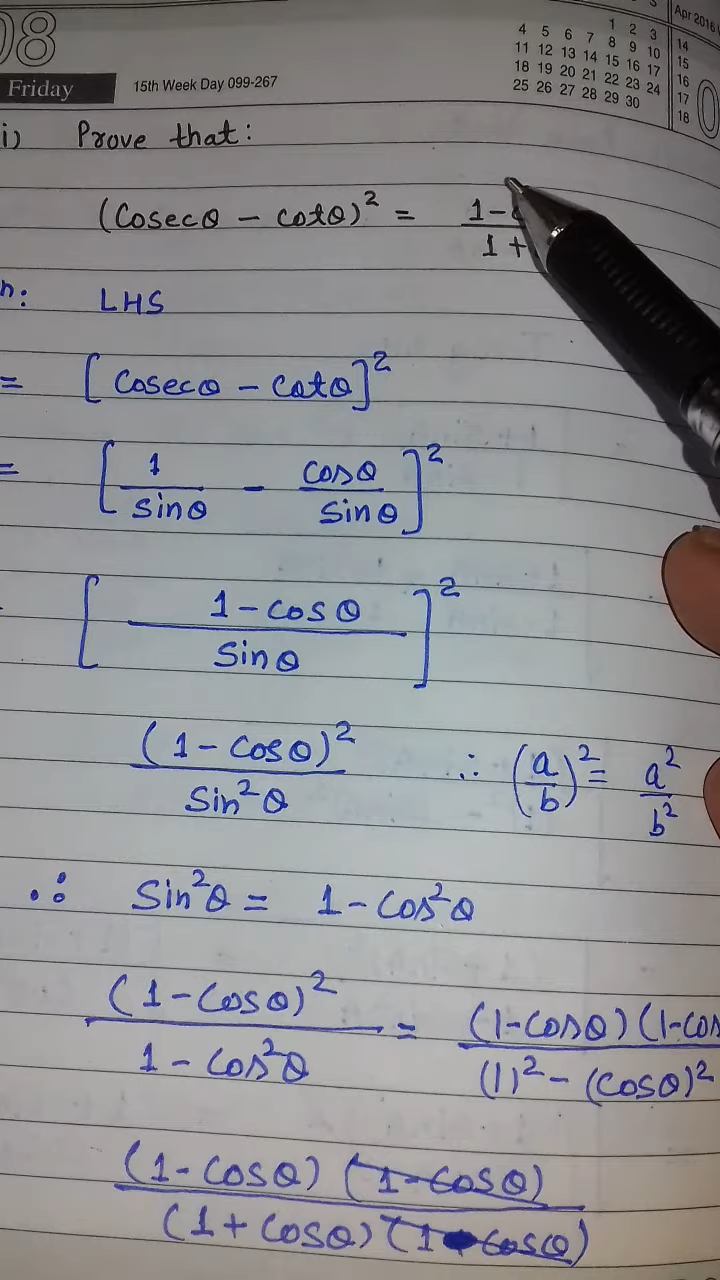 08
Friday
15th Week Day 099-267
Apr 2016
1 2 3
4 5 6 7 8 9 10
11 12 13 14 15 16 17
18 19 20 21 22 23 24
25 26 27 28 29 30
14
15
16
17
18
i) Prove that:
(Cosecθ - cotθ)² = 1-/1+
n: LHS
= [Cosecθ - Cotθ]²
= [1/sinθ - cosθ/sinθ]²
[1-cosθ/Sinθ]²
(1-Cosθ)²/Sin²θ ∴ (a/b)² = a²/b²
∴ Sin²θ = 1-Cos²θ
(1-Cosθ)²/1-Cos²θ = (1-Cosθ)(1-Cos/(1)²-(Cosθ)²
(1-Cosθ)(1-Cosθ)/(1+Cosθ)(1-Cosθ)